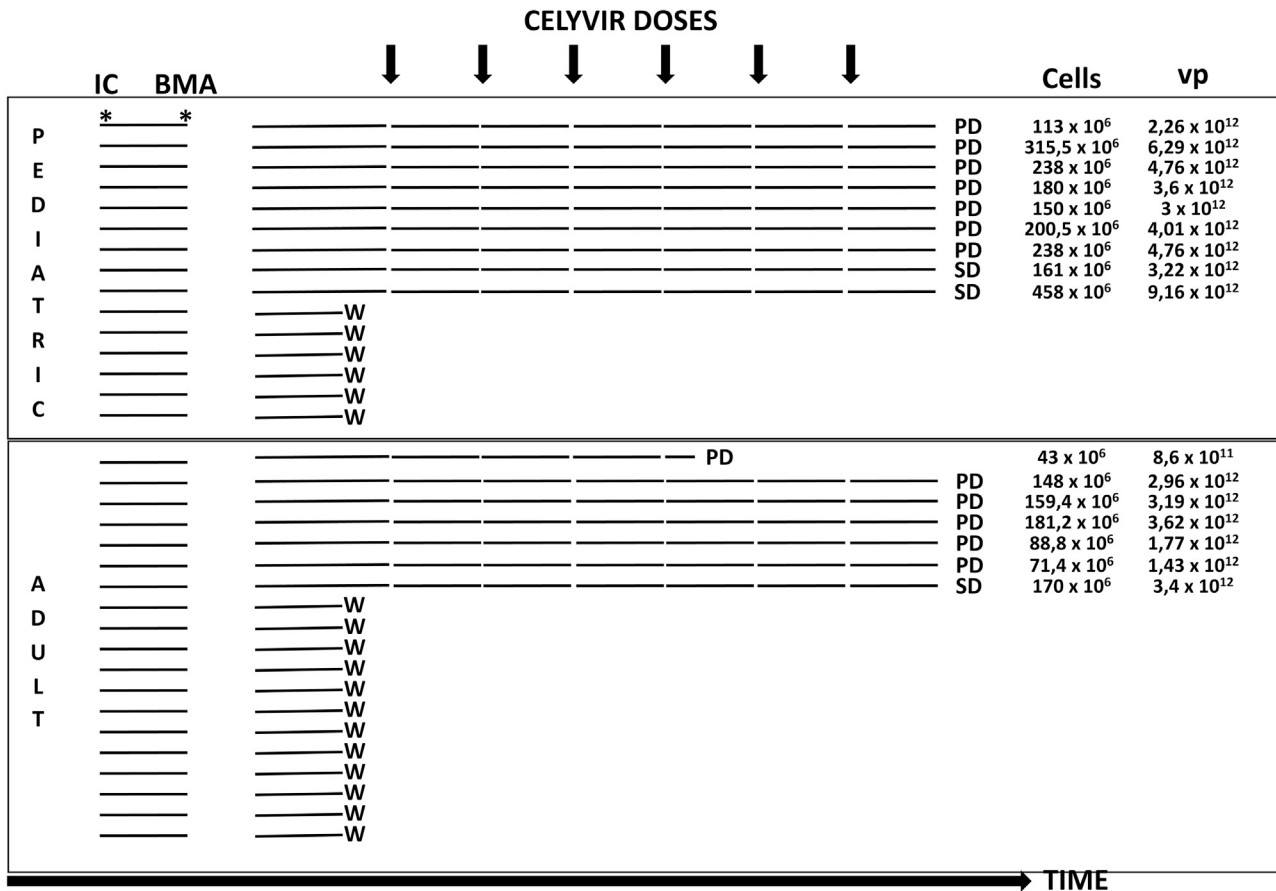 CELYVIR DOSES
IC BMA Cells vp
* *
PEDIATRIC
PD 113 x 10⁶ 2,26 x 10¹²
PD 315,5 x 10⁶ 6,29 x 10¹²
PD 238 x 10⁶ 4,76 x 10¹²
PD 180 x 10⁶ 3,6 x 10¹²
PD 150 x 10⁶ 3 x 10¹²
PD 200,5 x 10⁶ 4,01 x 10¹²
PD 238 x 10⁶ 4,76 x 10¹²
SD 161 x 10⁶ 3,22 x 10¹²
SD 458 x 10⁶ 9,16 x 10¹²
W
W
W
W
W
W
ADULT
PD 43 x 10⁶ 8,6 x 10¹¹
PD 148 x 10⁶ 2,96 x 10¹²
PD 159,4 x 10⁶ 3,19 x 10¹²
PD 181,2 x 10⁶ 3,62 x 10¹²
PD 88,8 x 10⁶ 1,77 x 10¹²
PD 71,4 x 10⁶ 1,43 x 10¹²
SD 170 x 10⁶ 3,4 x 10¹²
W
W
W
W
W
W
W
W
W
W
W
W
TIME